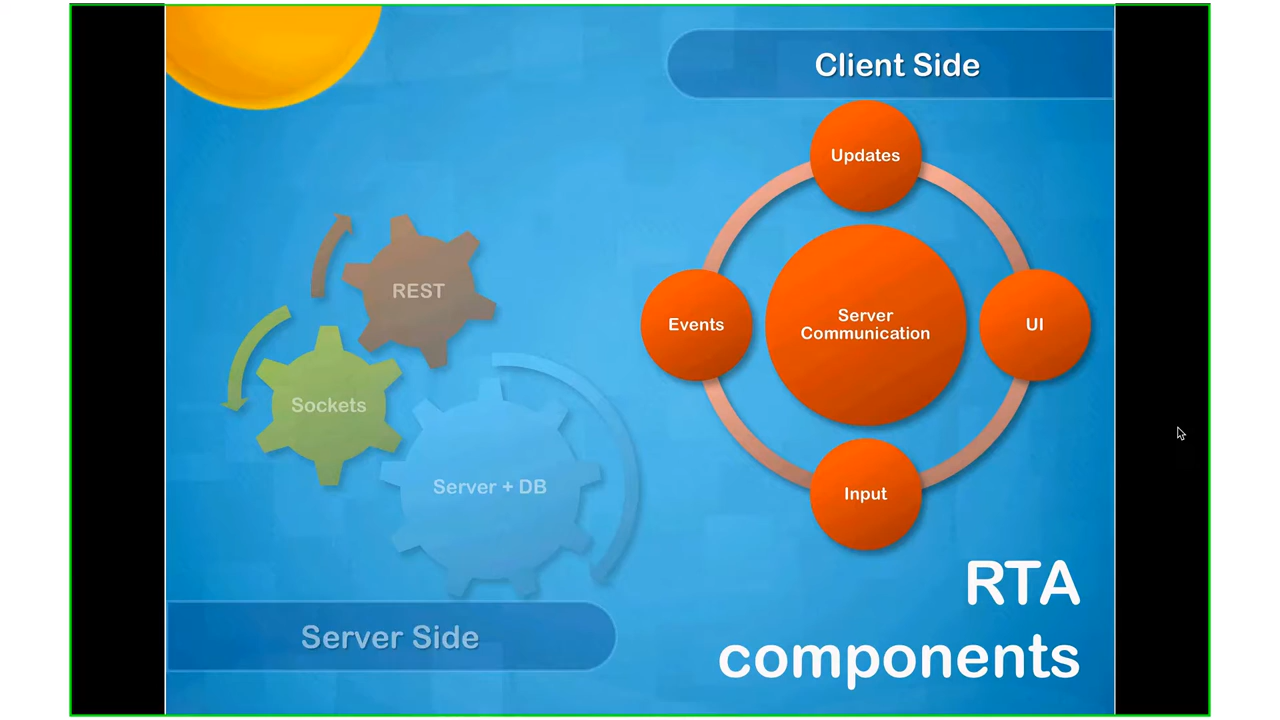 Client Side
Updates
Events
Server
Communication
UI
Input
REST
Sockets
Server + DB
Server Side
RTA
components